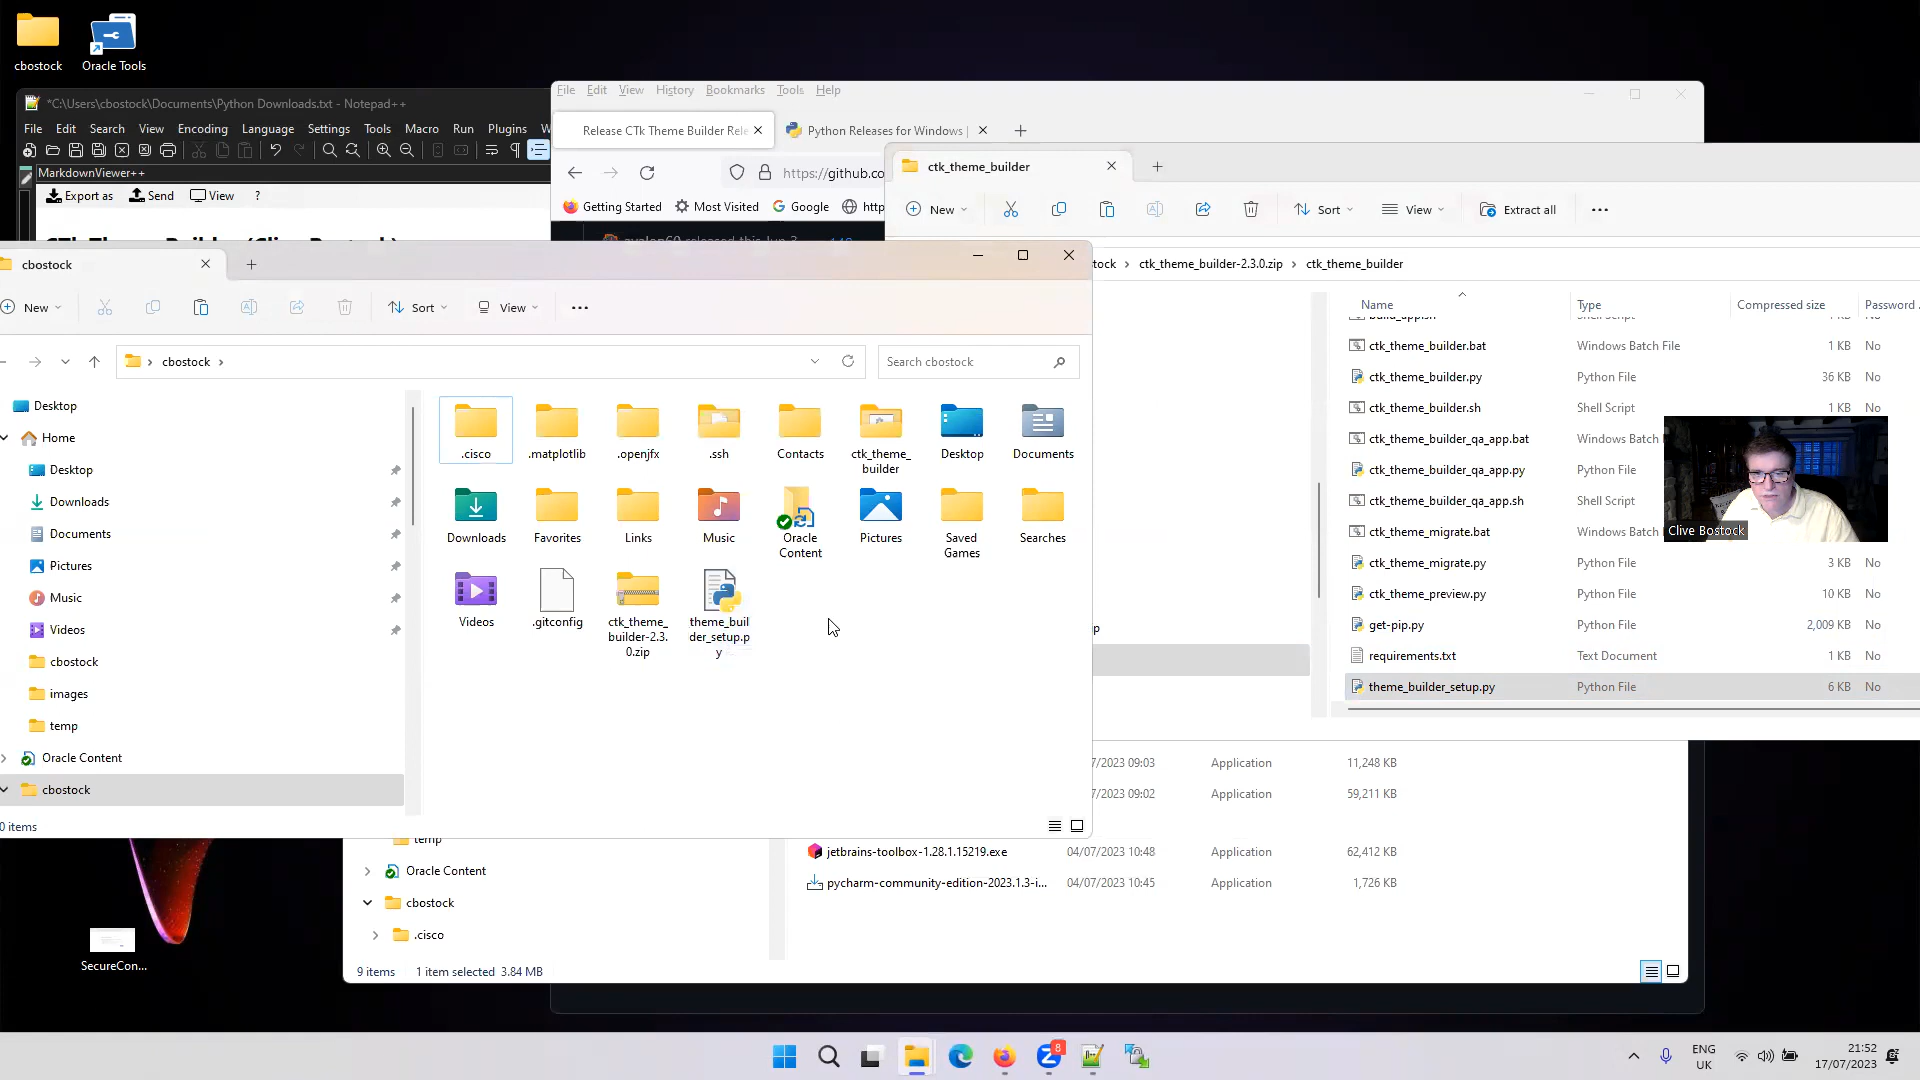 cbostock
Oracle Tools
*C:\Users\cbostock\Documents\Python Downloads.txt - Notepad++
File Edit Search View Encoding Language Settings Tools Macro Run Plugins W
MarkdownViewer++
Export as Send View ?
File Edit View History Bookmarks Tools Help
Release CTk Theme Builder Rele
Python Releases for Windows |
https://github.co
Getting Started Most Visited Google http
ctk_theme_builder
New Sort View Extract all
tock › ctk_theme_builder-2.3.0.zip › ctk_theme_builder
Name Type Compressed size Password
ctk_theme_builder.bat Windows Batch File 1 KB No
ctk_theme_builder.py Python File 36 KB No
ctk_theme_builder.sh Shell Script 1 KB No
ctk_theme_builder_qa_app.bat Windows Batch
ctk_theme_builder_qa_app.py Python File
ctk_theme_builder_qa_app.sh Shell Script
ctk_theme_migrate.bat Windows Batch
ctk_theme_migrate.py Python File 3 KB No
ctk_theme_preview.py Python File 10 KB No
get-pip.py Python File 2,009 KB No
requirements.txt Text Document 1 KB No
theme_builder_setup.py Python File 6 KB No
Clive Bostock
cbostock
New Sort View
cbostock ›
Search cbostock
Desktop
Home
Desktop
Downloads
Documents
Pictures
Music
Videos
cbostock
images
temp
Oracle Content
cbostock
0 items
.cisco
.matplotlib
.openjfx
.ssh
Contacts
ctk_theme_
builder
Desktop
Documents
Downloads
Favorites
Links
Music
Oracle
Content
Pictures
Saved
Games
Searches
Videos
.gitconfig
ctk_theme_
builder-2.3.
0.zip
theme_buil
der_setup.p
y
p
7/2023 09:03 Application 11,248 KB
7/2023 09:02 Application 59,211 KB
jetbrains-toolbox-1.28.1.15219.exe 04/07/2023 10:48 Application 62,412 KB
pycharm-community-edition-2023.1.3-i... 04/07/2023 10:45 Application 1,726 KB
temp
Oracle Content
cbostock
.cisco
9 items 1 item selected 3.84 MB
SecureCon...
8
ENG
UK
21:52
17/07/2023